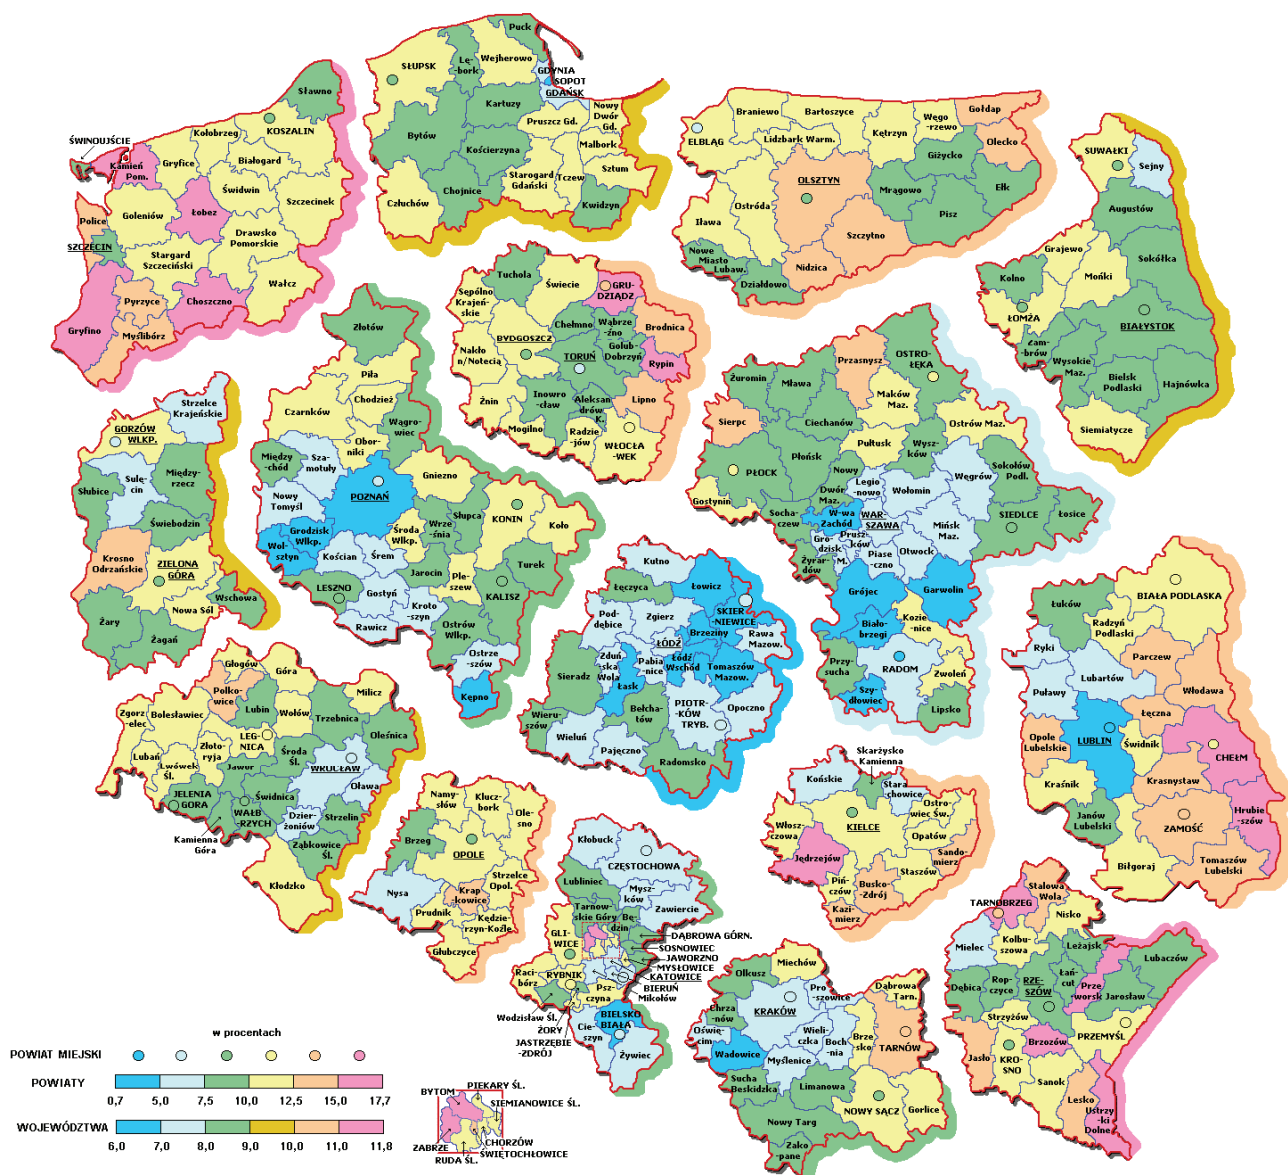 Puck
Lę-
-bork
Wejherowo
SŁUPSK
GDYNIA
SOPOT
GDAŃSK
Kartuzy
Bytów
Kościerzyna
Pruszcz Gd.
Nowy
Dwór
Gd.
Malbork
Starogard
Gdański
Tczew
Sztum
Chojnice
Człuchów
Kwidzyn
Sławno
KOSZALIN
Kołobrzeg
ŚWINOUJŚCIE
Kamień
Pom.
Gryfice
Białogard
Świdwin
Szczecinek
Goleniów
Łobez
Police
SZCZECIN
Drawsko
Pomorskie
Stargard
Szczeciński
Wałcz
Pyrzyce
Choszczno
Gryfino
Myślibórz
Braniewo
Bartoszyce
Węgo
-rzewo
Gołdap
ELBLĄG
Lidzbark Warm.
Kętrzyn
Olecko
Giżycko
OLSZTYN
Mrągowo
Ełk
Ostróda
Iława
Pisz
Szczytno
Nowe
Miasto
Lubaw.
Nidzica
Działdowo
SUWAŁKI
Sejny
Augustów
Grajewo
Sokółka
Kolno
Mońki
ŁOMŻA
BIAŁYSTOK
Zam-
brów
Wysokie
Maz.
Bielsk
Podlaski
Hajnówka
Siemiatycze
Tuchola
Świecie
GRU-
DZIĄDZ
Sępólno
Krajeń-
skie
Chełmno
Wąbrze-
źno
Brodnica
BYDGOSZCZ
Golub-
Dobrzyń
TORUŃ
Rypin
Nakło
n/Notecią
Inowro
-cław
Aleksan-
drów
K.
Lipno
Żnin
Mogilno
Radzie-
jów
WŁOCŁA
-WEK
Złotów
Piła
Chodzież
Czarnków
Wągro-
wiec
Obor-
niki
Między
-chód
Sza-
motuły
Gniezno
POZNAŃ
Nowy
Tomyśl
Słupca
KONIN
Koło
Grodzisk
Wlkp.
Środa
Wlkp.
Wrze
-śnia
Wol-
sztyn
Kościan
Śrem
Turek
Jarocin
Ple-
szew
LESZNO
Gostyń
KALISZ
Kroto
-szyn
Rawicz
Ostrów
Wlkp.
Ostrze-
szów
Kępno
Strzelce
Krajeńskie
GORZÓW
WLKP.
Między-
rzecz
Sulę-
cin
Słubice
Świebodzin
Krosno
Odrzańskie
ZIELONA
GÓRA
Nowa Sól
Wschowa
Żary
Żagań
OSTRO-
ŁĘKA
Przasnysz
Żuromin
Mława
Maków
Maz.
Sierpc
Ciechanów
Ostrów Maz.
Pułtusk
Wysz-
ków
PŁOCK
Płońsk
Sokołów
Podl.
Węgrów
Nowy
Dwór
Maz.
Legio
-nowo
Wołomin
Gostynin
Socha-
czew
W-wa
Zachód
WAR-
SZAWA
SIEDLCE
Łosice
Mińsk
Maz.
Prusz-
ków
Gro-
dzisk
M.
Piase
-czno
Otwock
Żyrar-
dów
Grójec
Garwolin
Biało-
brzegi
Kozie-
nice
Przy-
sucha
RADOM
Zwoleń
Szy-
dłowiec
Lipsko
Kutno
Łęczyca
Łowicz
SKIER
-NIEWICE
Pod-
dębice
Zgierz
Brzeziny
Rawa
Mazow.
ŁÓDŹ
Zduń
ska
Wola
Pabia
-nice
Łódź
Wschód
Tomaszów
Mazow.
Sieradz
Łask
PIOTR-
KÓW
TRYB.
Opoczno
Bełcha-
tów
Wieru-
szów
Wieluń
Pajęczno
Radomsko
BIAŁA PODLASKA
Łuków
Radzyń
Podlaski
Ryki
Parczew
Lubartów
Włodawa
Puławy
Łęczna
LUBLIN
Opole
Lubelskie
Świdnik
CHEŁM
Kraśnik
Krasnystaw
Hrubie-
szów
Janów
Lubelski
ZAMOŚĆ
Tomaszów
Lubelski
Biłgoraj
Głogów
Góra
Polko-
wice
Milicz
Lubin
Wołów
Trzebnica
Zgorz
-elec
Bolesławiec
Oleśnica
LEG-
NICA
Złoto-
ryja
Lubań
Środa
Śl.
WROCŁAW
Lwówek
Śl.
Jawor
Oława
JELENIA
GÓRA
Świdnica
WAŁB
-RZYCH
Dzier-
żoniów
Strzelin
Kamienna
Góra
Ząbkowice
Śl.
Kłodzko
Namy-
słów
Klucz-
bork
Ole-
sno
Brzeg
OPOLE
Strzelce
Opol.
Nysa
Krap
-kowice
Prudnik
Kędzie-
rzyn-Koźle
Głubczyce
Kłobuck
CZĘSTOCHOWA
Lubliniec
Mysz-
ków
Zawiercie
Tarnow-
skie Góry
Bę-
dzin
DĄBROWA GÓRN.
SOSNOWIEC
JAWORZNO
MYSŁOWICE
KATOWICE
BIERUŃ
Mikołów
GLI-
WICE
Raci-
bórz
RYBNIK
Psz-
czyna
Wodzisław Śl.
ŻORY
JASTRZĘBIE
-ZDRÓJ
BIELSKO
BIAŁA
Cie-
szyn
Żywiec
Skarżysko
Kamienna
Końskie
Stara
chowice
Ostro-
wiec Św.
KIELCE
Włosz-
czowa
Opatów
Jędrzejów
Sando-
mierz
Staszów
Piń-
czów
Busko-
Zdrój
Kazi-
mierz
Miechów
Olkusz
Pro-
szowice
Dąbrowa
Tarn.
Chrza-
nów
KRAKÓW
Oświę-
cim
Wieli-
czka
Boch-
nia
Brze-
sko
TARNÓW
Wadowice
Myślenice
Sucha
Beskidzka
Limanowa
NOWY SĄCZ
Gorlice
Nowy Targ
Zako-
pane
Stalowa
Wola
TARNOBRZEG
Nisko
Mielec
Kolbu-
szowa
Leżajsk
Lubaczów
Dębica
Rop-
czyce
RZE-
SZÓW
Łań-
cut
Prze
worsk
Jarosław
Strzyżów
PRZEMYŚL
Jasło
KRO-
SNO
Brzozów
Sanok
Lesko
Ustrzy-
ki
Dolne
w procentach
POWIAT MIEJSKI
POWIATY
0,7 5,0 7,5 10,0 12,5 15,0 17,7
WOJEWÓDZTWA
6,0 7,0 8,0 9,0 10,0 11,0 11,8
PIEKARY ŚL.
BYTOM
SIEMIANOWICE ŚL.
CHORZÓW
ŚWIĘTOCHŁOWICE
ZABRZE
RUDA ŚL.